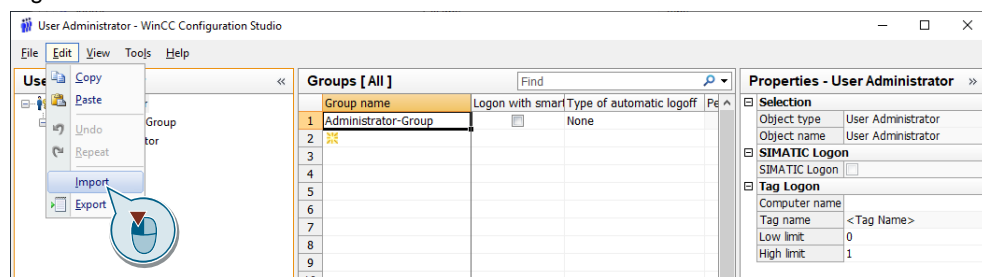 User Administrator - WinCC Configuration Studio
File Edit View Tools Help
Copy
Paste
Undo
Repeat
Import
Export
Group
tor
«
Groups [ All ]
Find
Group name Logon with smart Type of automatic logoff Pe
1 Administrator-Group None
2
3
4
5
6
7
8
9
Properties - User Administrator »
Selection
Object type User Administrator
Object name User Administrator
SIMATIC Logon
SIMATIC Logon
Tag Logon
Computer name
Tag name <Tag Name>
Low limit 0
High limit 1